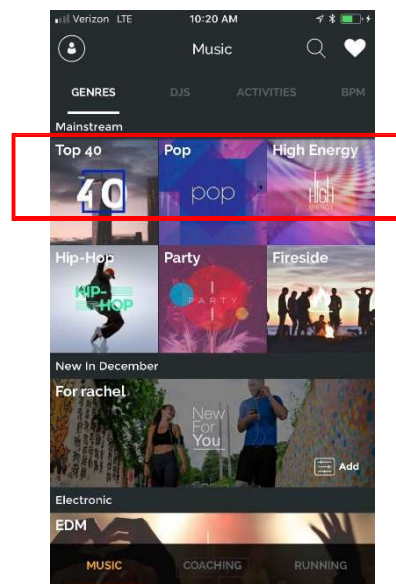 Verizon LTE 10:20 AM
Music
GENRES DJS ACTIVITIES BPM
Mainstream
Top 40 Pop High Energy
40 pop HIGH
ENERGY
Hip-Hop Party Fireside
HIP-
HOP
PARTY
New In December
For rachel
New
For
You
Add
Electronic
EDM
MUSIC COACHING RUNNING